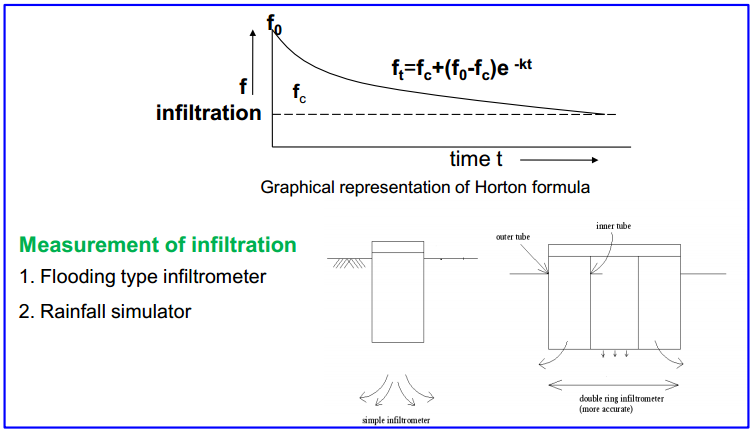 f0
ft=fc+(f0-fc)e -kt
f
fc
infiltration
time t
Graphical representation of Horton formula
Measurement of infiltration
1. Flooding type infiltrometer
2. Rainfall simulator
inner tube
outer tube
simple infiltrometer
double ring infiltrometer
(more accurate)